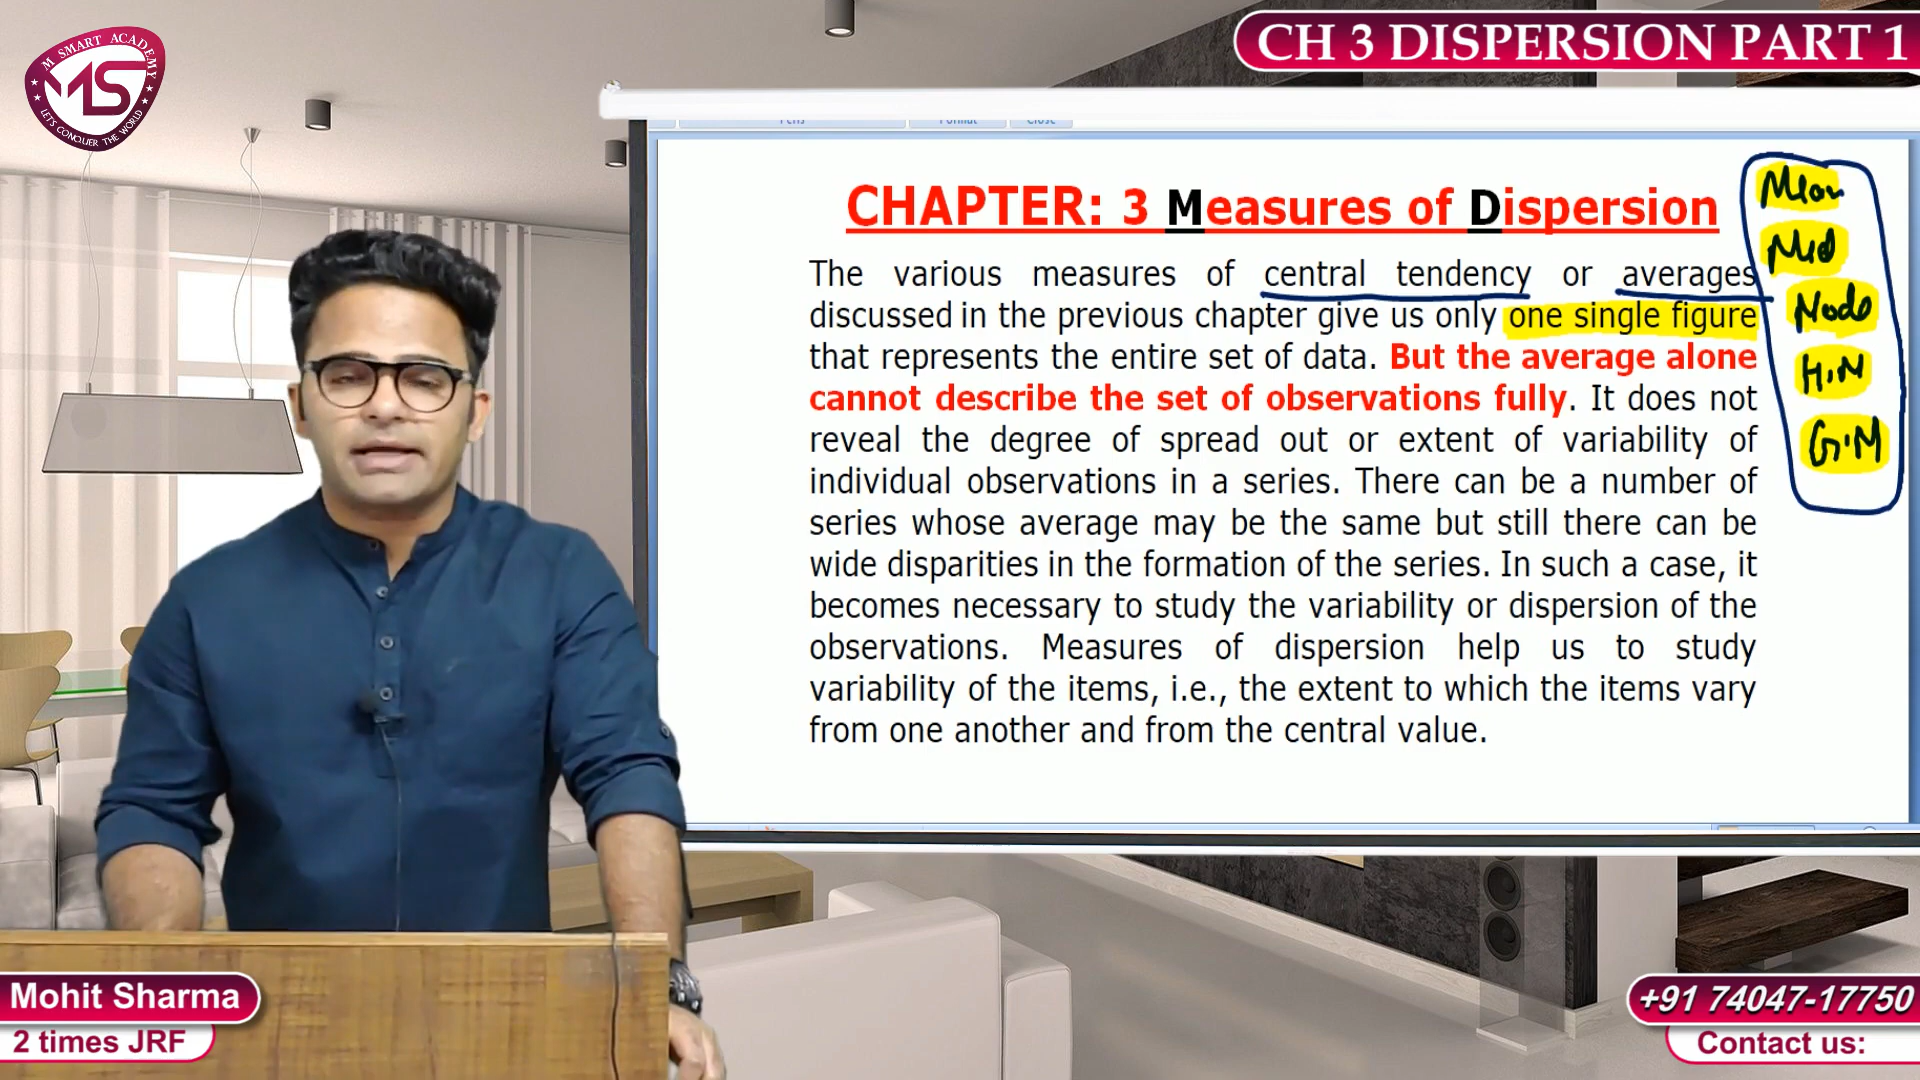 M SMART ACADEMY
MS
LETS CONQUER THE WORLD
CH 3 DISPERSION PART 1
Pens Format Close
CHAPTER: 3 Measures of Dispersion
The various measures of central tendency or averages
discussed in the previous chapter give us only one single figure
that represents the entire set of data. But the average alone
cannot describe the set of observations fully. It does not
reveal the degree of spread out or extent of variability of
individual observations in a series. There can be a number of
series whose average may be the same but still there can be
wide disparities in the formation of the series. In such a case, it
becomes necessary to study the variability or dispersion of the
observations. Measures of dispersion help us to study
variability of the items, i.e., the extent to which the items vary
from one another and from the central value.
Mean
Med
Mode
H.M
G.M
Mohit Sharma
2 times JRF
+91 74047-17750
Contact us: